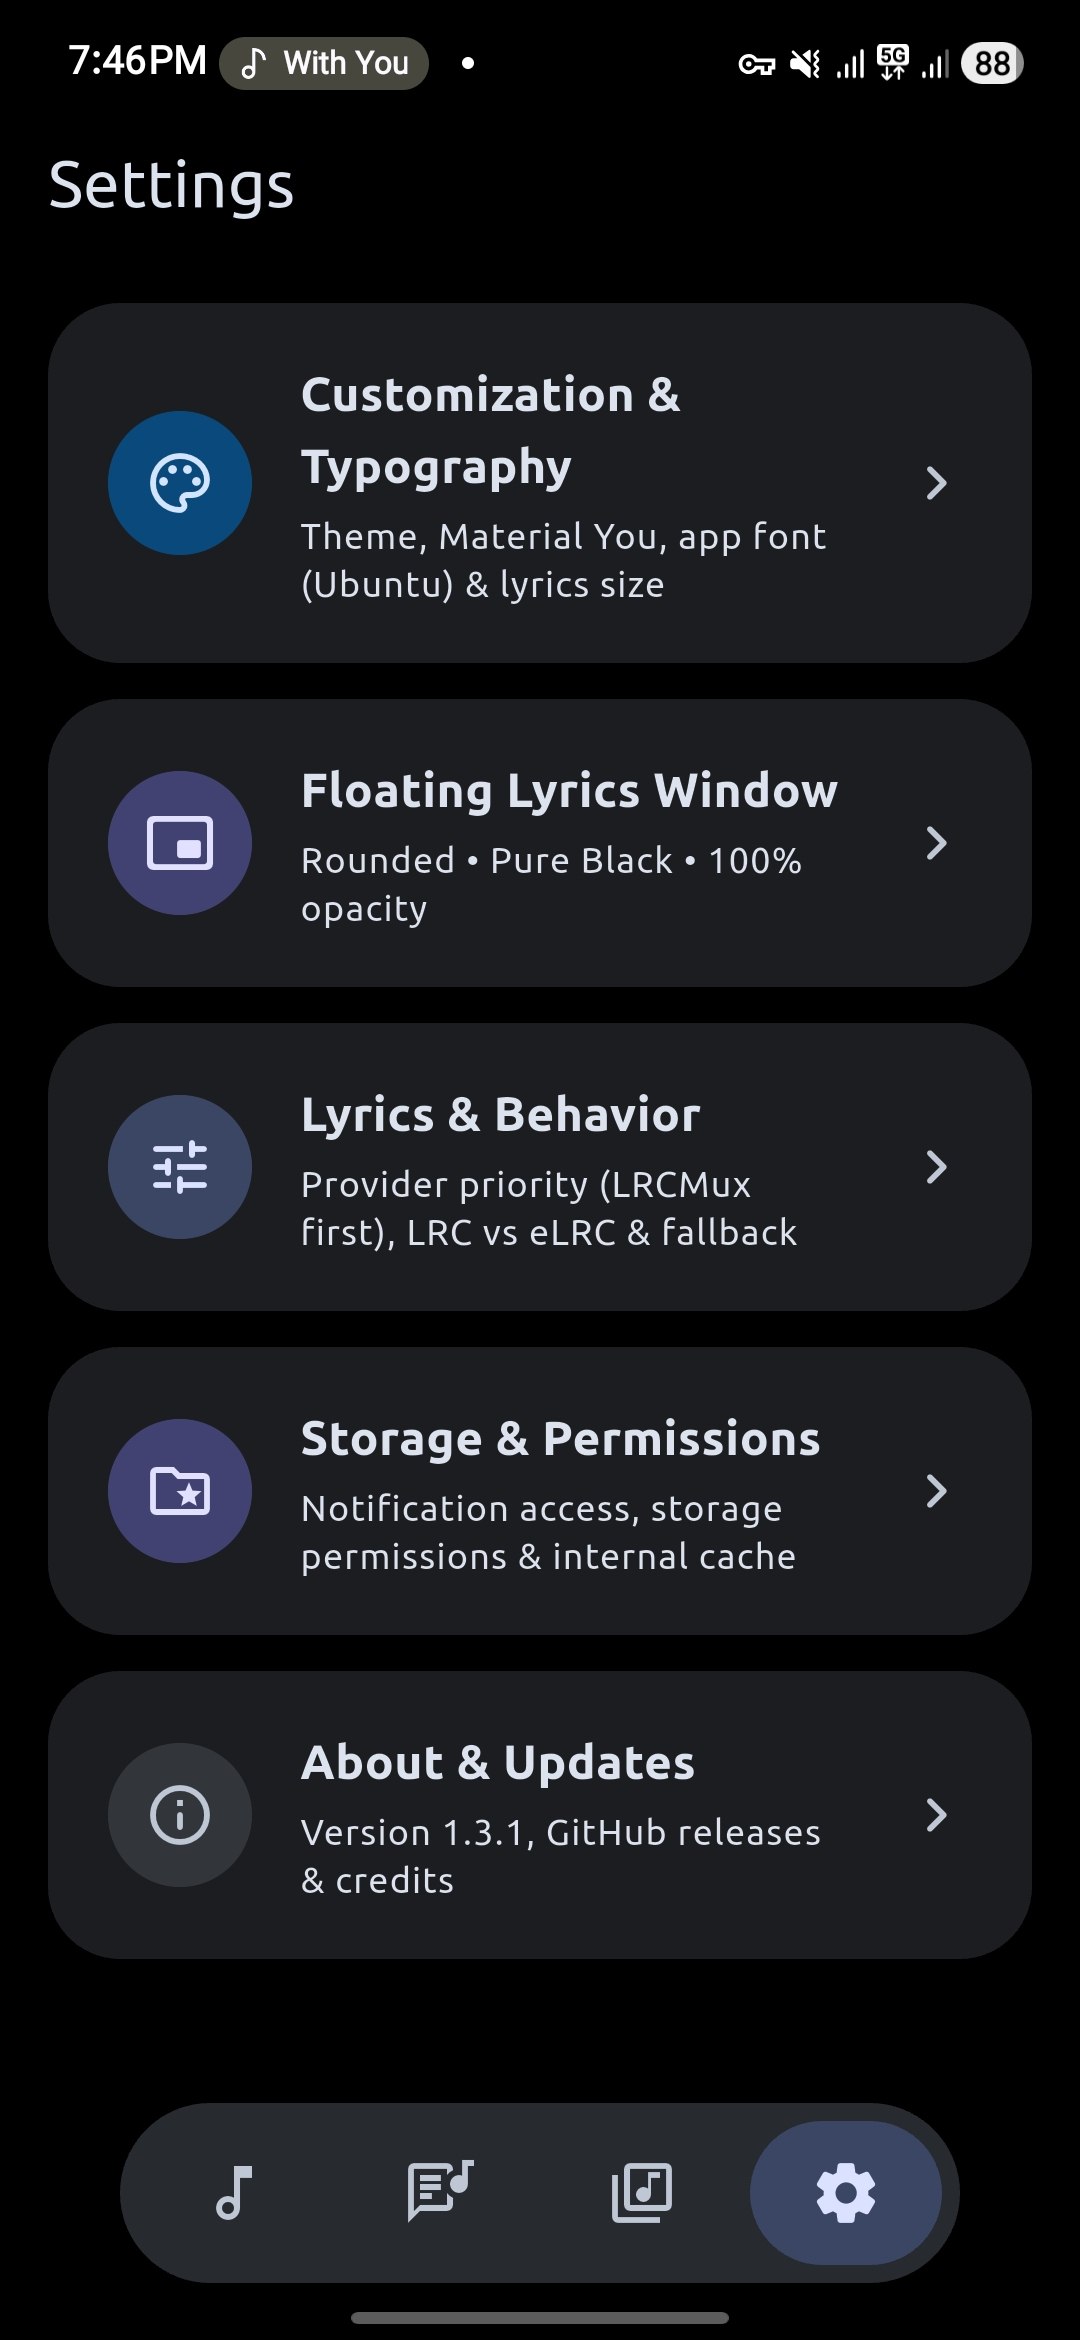 7:46PM With You
5G
88
Settings
Customization &
Typography
Theme, Material You, app font
(Ubuntu) & lyrics size
Floating Lyrics Window
Rounded • Pure Black • 100%
opacity
Lyrics & Behavior
Provider priority (LRCMux
first), LRC vs eLRC & fallback
Storage & Permissions
Notification access, storage
permissions & internal cache
About & Updates
Version 1.3.1, GitHub releases
& credits